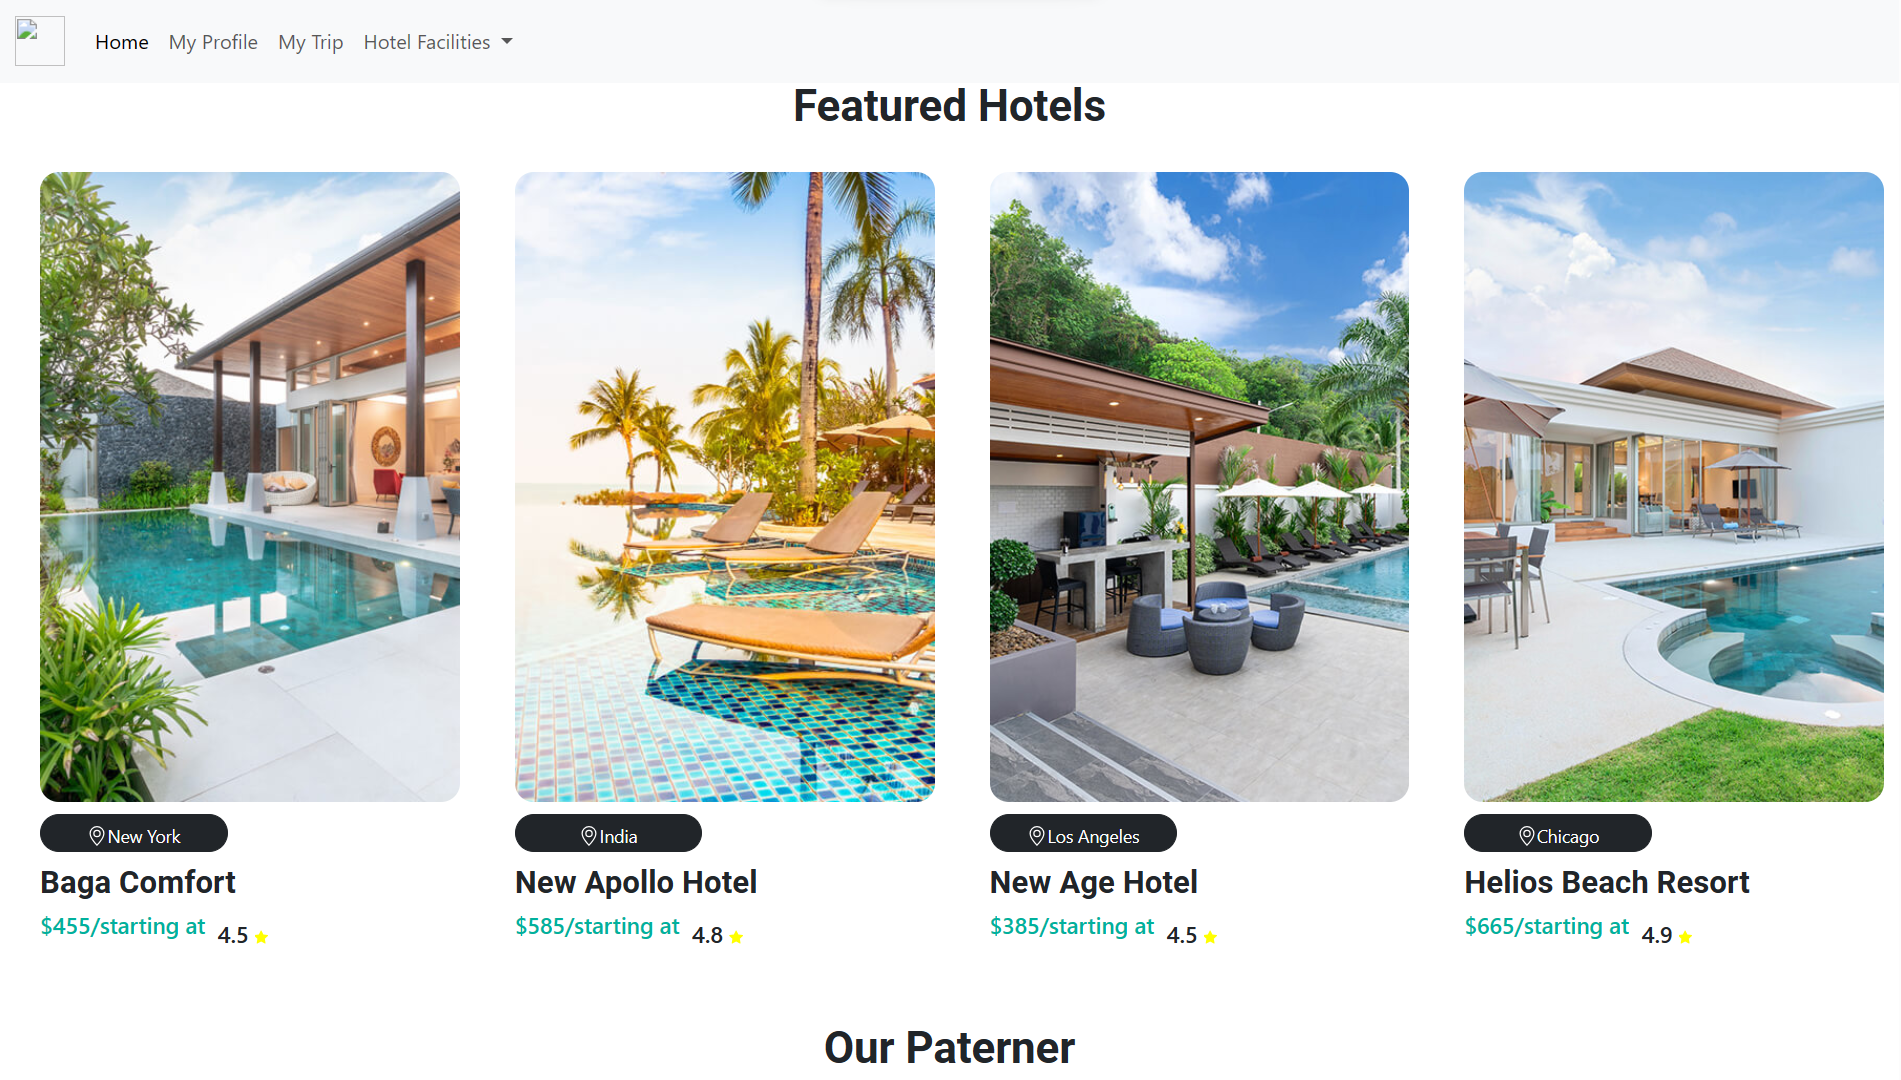 Home My Profile My Trip Hotel Facilities
Featured Hotels
New York
Baga Comfort
$455/starting at 4.5
India
New Apollo Hotel
$585/starting at 4.8
Los Angeles
New Age Hotel
$385/starting at 4.5
Chicago
Helios Beach Resort
$665/starting at 4.9
Our Paterner